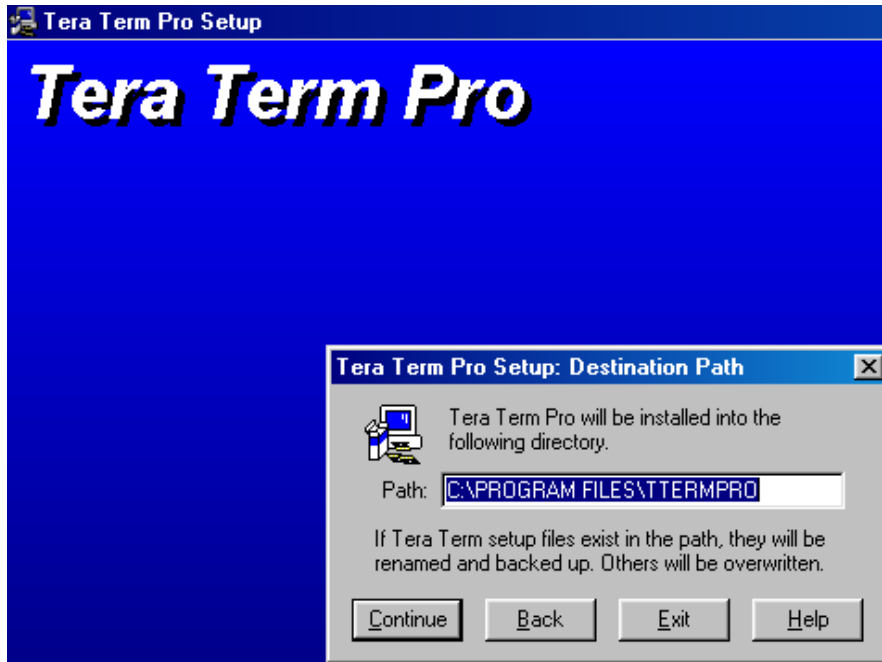 Tera Term Pro Setup
Tera Term Pro
Tera Term Pro Setup: Destination Path
Tera Term Pro will be installed into the
following directory.
Path: C:\PROGRAM FILES\TTERMPRO
If Tera Term setup files exist in the path, they will be
renamed and backed up. Others will be overwritten.
Continue Back Exit Help